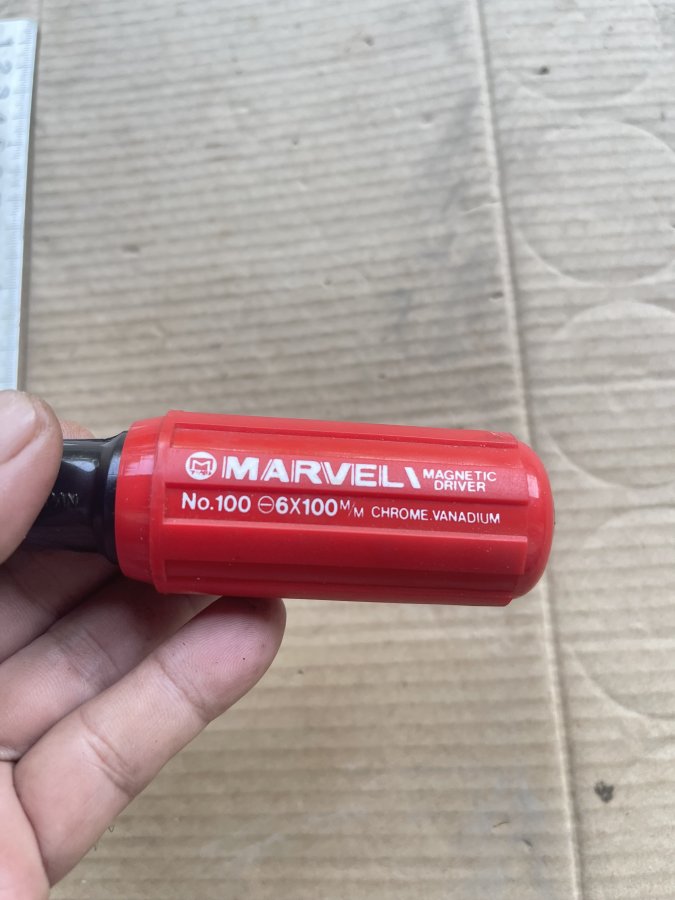 M MARVEL
MAGNETIC
DRIVER
No.100 ⊖6X100M/M CHROME.VANADIUM